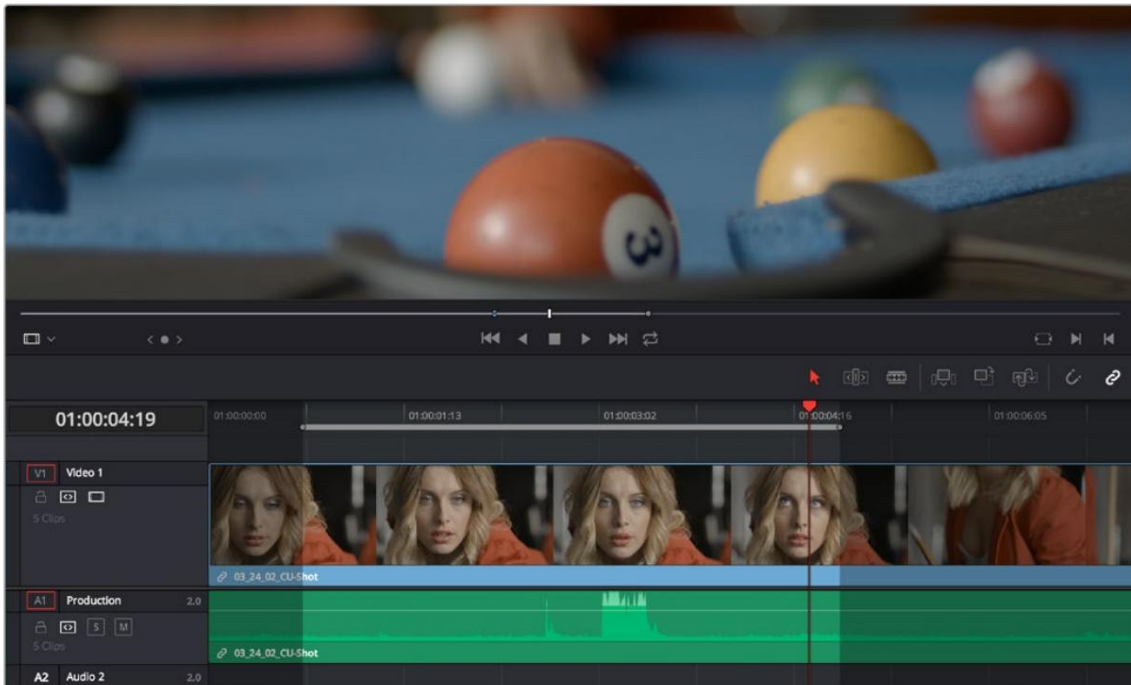 3
01:00:04:19
01:00:00:00
01:00:01:13
01:00:03:02
01:00:04:16
01:00:06:05
V1 Video 1
5 Clips
03_24_02_CU-Shot
A1 Production 2.0
S M
5 Clips
03_24_02_CU-Shot
A2 Audio 2 2.0